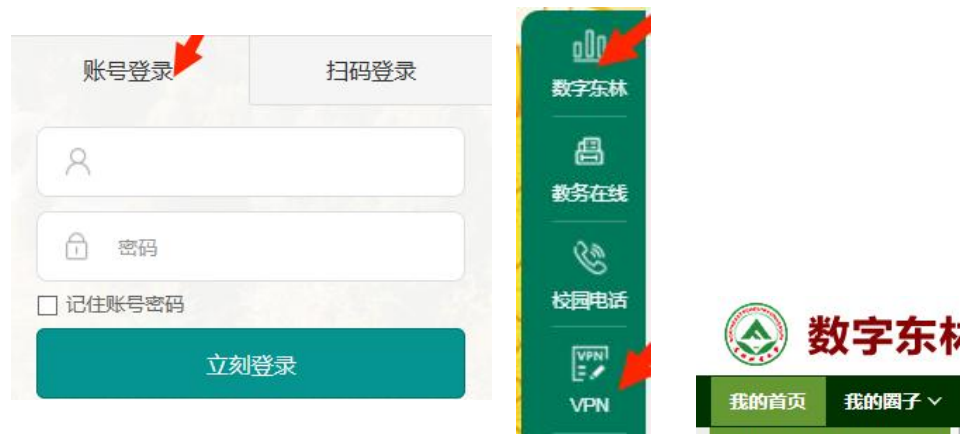 账号登录
扫码登录
密码
记住账号密码
立刻登录
数字东林
教务在线
校园电话
VPN
VPN
数字东林
我的首页
我的圈子